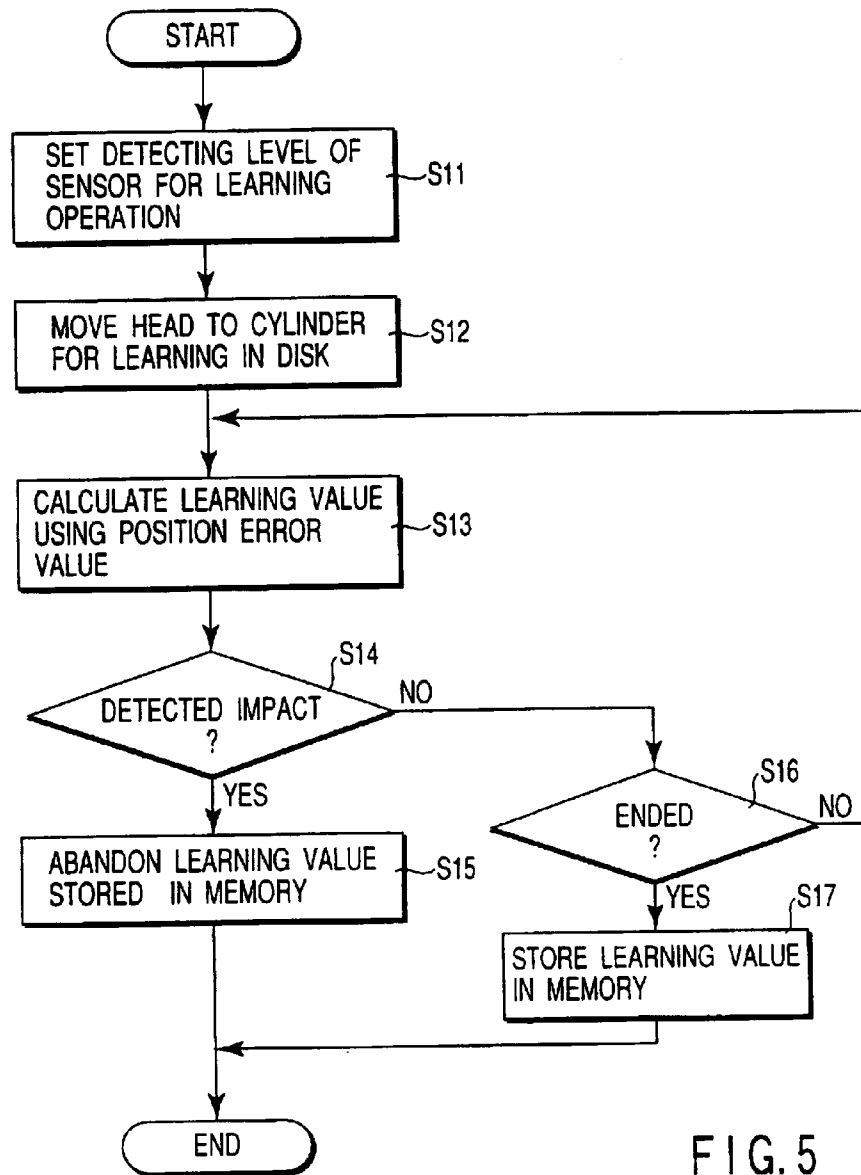 START
SET DETECTING LEVEL OF
SENSOR FOR LEARNING
OPERATION
S11
MOVE HEAD TO CYLINDER
FOR LEARNING IN DISK
S12
CALCULATE LEARNING VALUE
USING POSITION ERROR
VALUE
S13
S14
DETECTED IMPACT
?
NO
YES
S16
ENDED
?
NO
YES
ABANDON LEARNING VALUE
STORED IN MEMORY
S15
S17
STORE LEARNING VALUE
IN MEMORY
END
FIG. 5